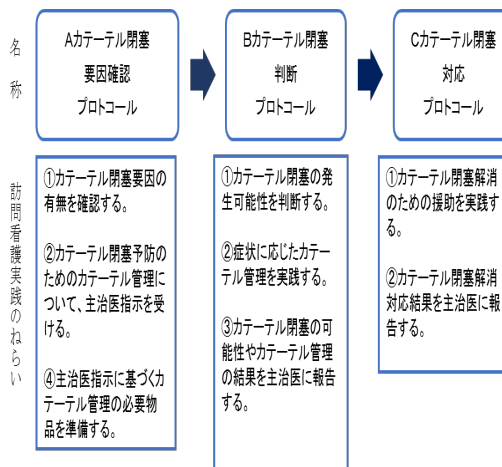 名称
Aカテーテル閉塞
要因確認
プロトコール
Bカテーテル閉塞
判断
プロトコール
Cカテーテル閉塞
対応
プロトコール
訪問看護実践のねらい
①カテーテル閉塞要因の
有無を確認する。
②カテーテル閉塞予防の
ためのカテーテル管理に
ついて、主治医指示を受
ける。
④主治医指示に基づくカ
テーテル管理の必要物
品を準備する。
①カテーテル閉塞の発
生可能性を判断する。
②症状に応じたカテー
テル管理を実践する。
③カテーテル閉塞の可
能性やカテーテル管理
の結果を主治医に報告
する。
①カテーテル閉塞解消
のための援助を実践す
る。
②カテーテル閉塞解消
対応結果を主治医に報
告する。